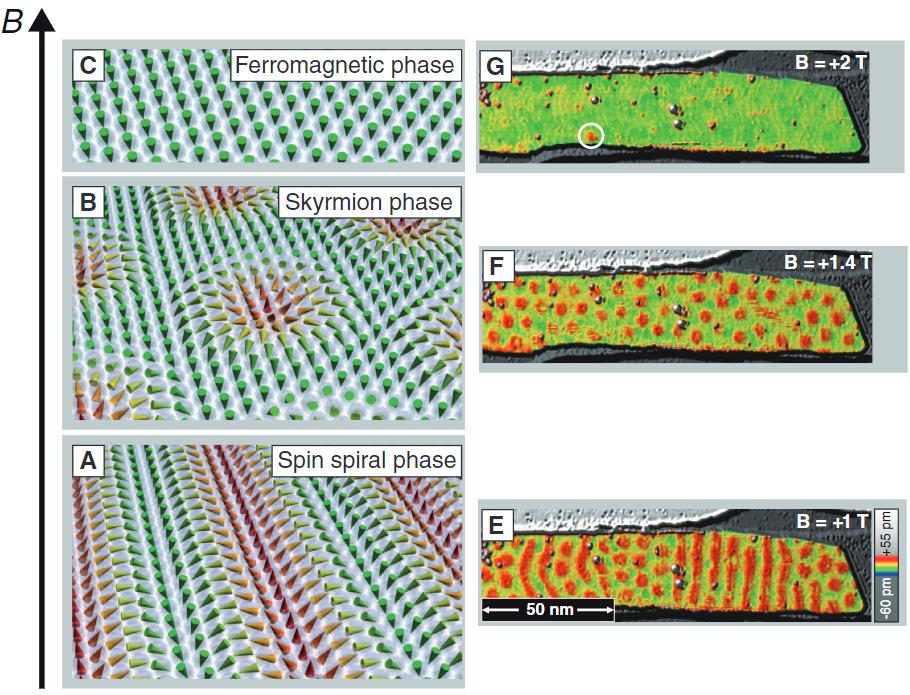 B
C
Ferromagnetic phase
G
B = +2 T
B
Skyrmion phase
F
B = +1.4 T
A
Spin spiral phase
E
B = +1 T
+55 pm
-60 pm
50 nm